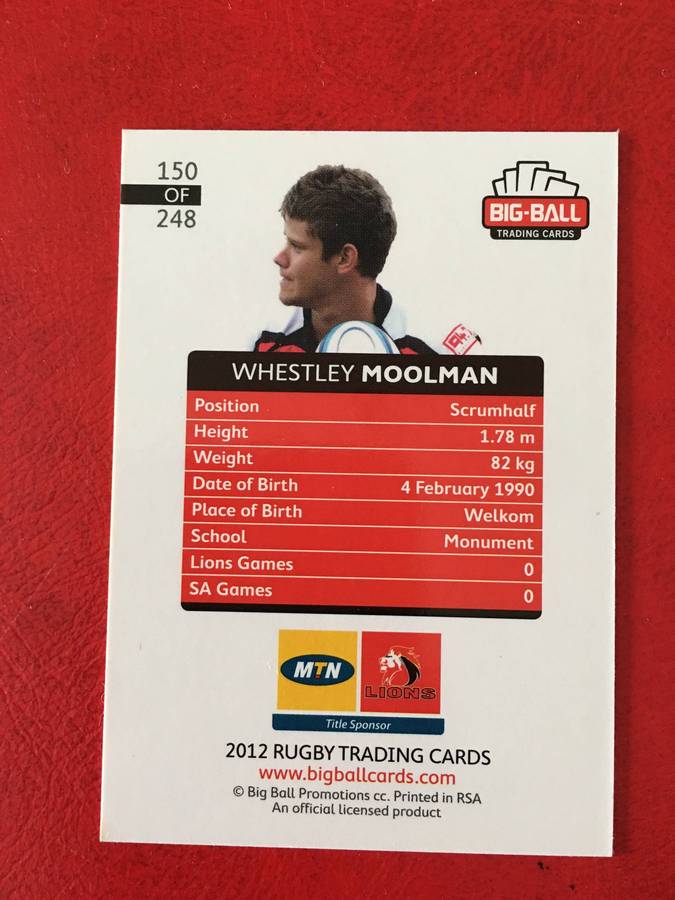 150
OF
248
BIG-BALL
TRADING CARDS
WHESTLEY MOOLMAN
Position Scrumhalf
Height 1.78 m
Weight 82 kg
Date of Birth 4 February 1990
Place of Birth Welkom
School Monument
Lions Games 0
SA Games 0
MTN LIONS
Title Sponsor
2012 RUGBY TRADING CARDS
www.bigballcards.com
© Big Ball Promotions cc. Printed in RSA
An official licensed product